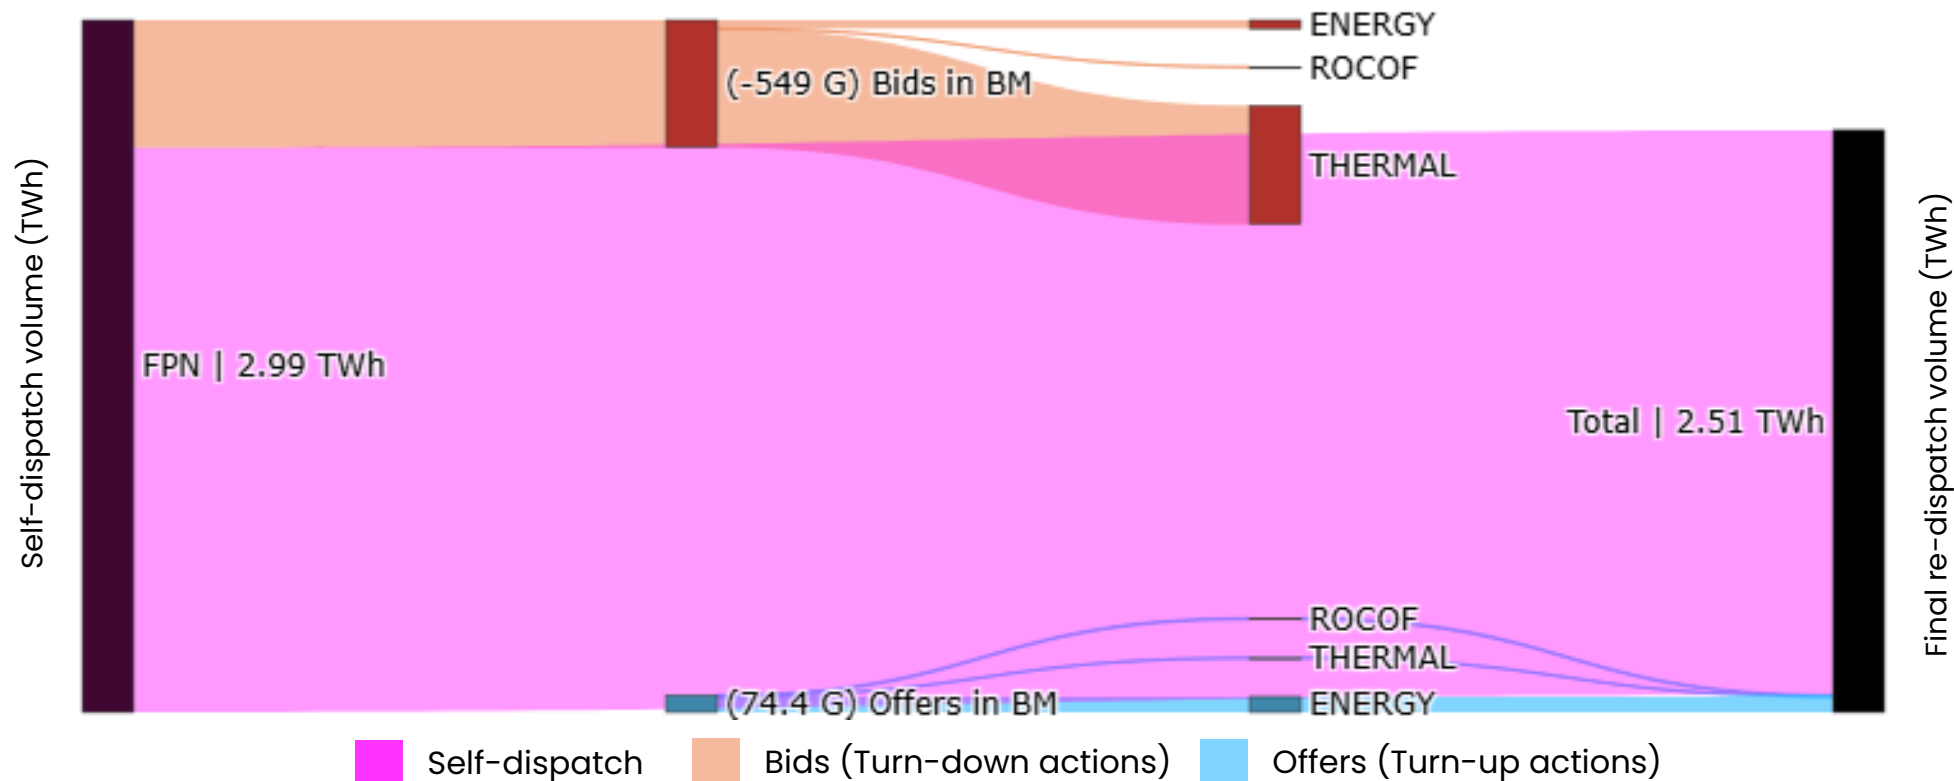 Self-dispatch volume (TWh)
FPN | 2.99 TWh
(-549 G) Bids in BM
ENERGY
ROCOF
THERMAL
Total | 2.51 TWh
ROCOF
THERMAL
(74.4 G) Offers in BM
ENERGY
Final re-dispatch volume (TWh)
Self-dispatch
Bids (Turn-down actions)
Offers (Turn-up actions)